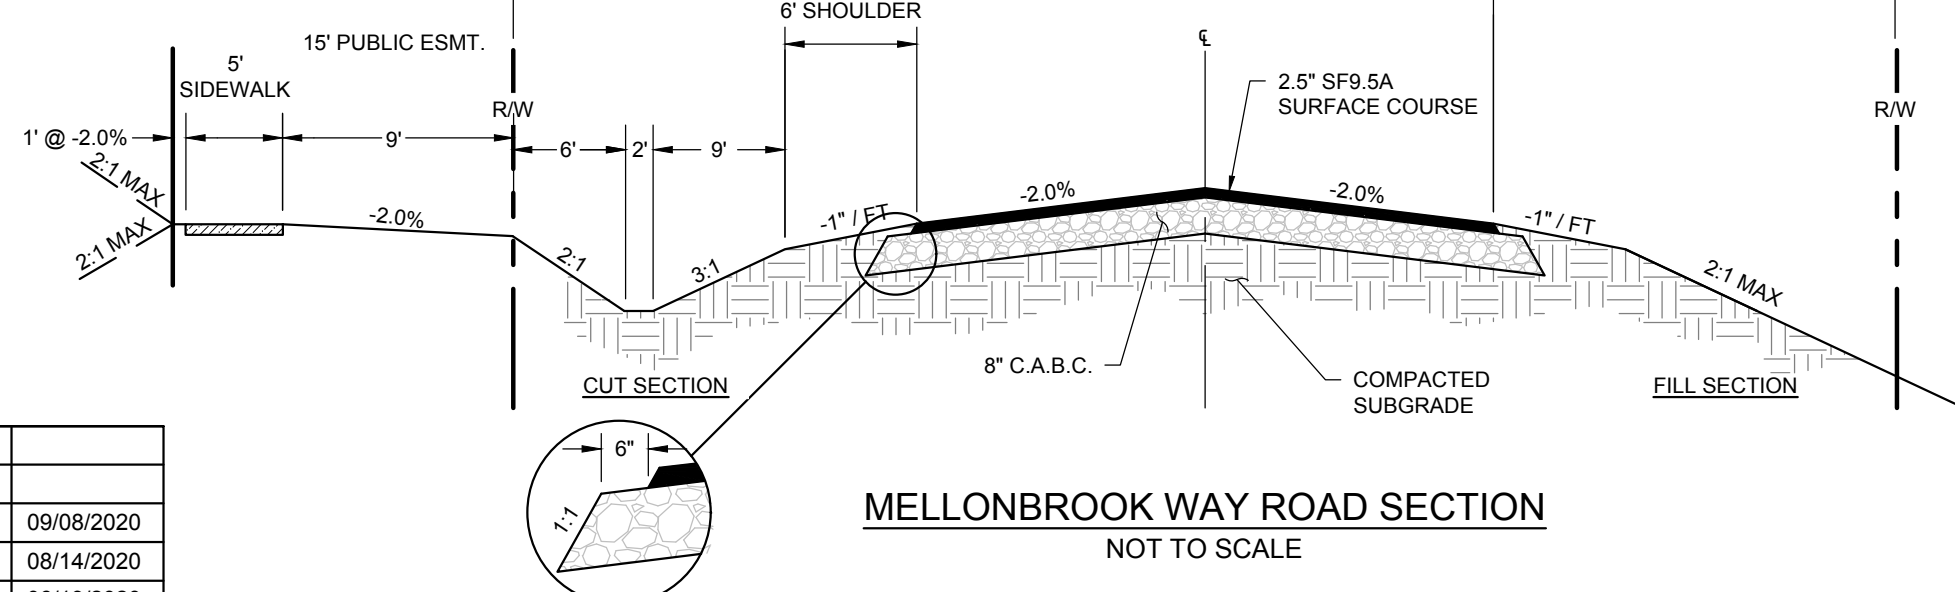 6' SHOULDER
15' PUBLIC ESMT.
℄
5'
SIDEWALK
2.5" SF9.5A
SURFACE COURSE
R/W
R/W
1' @ -2.0%
9'
6'
2'
9'
2:1 MAX
2:1 MAX
-2.0%
-1" / FT
-2.0%
-2.0%
-1" / FT
2:1
3:1
2:1 MAX
8" C.A.B.C.
COMPACTED
SUBGRADE
CUT SECTION
FILL SECTION
6"
1:1
MELLONBROOK WAY ROAD SECTION
NOT TO SCALE
09/08/2020
08/14/2020